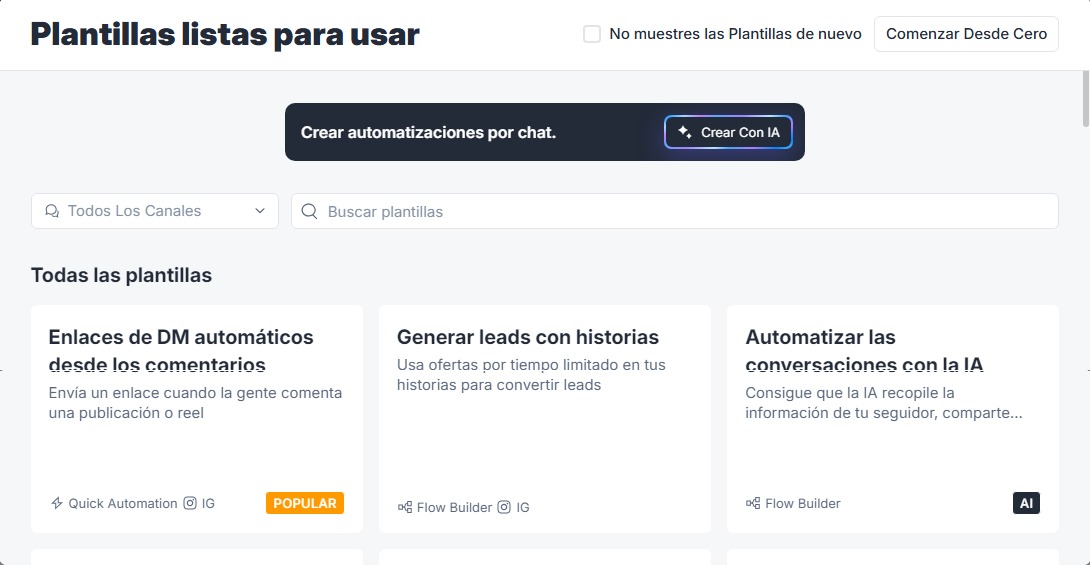 Plantillas listas para usar
No muestres las Plantillas de nuevo
Comenzar Desde Cero
Crear automatizaciones por chat.
Crear Con IA
Todos Los Canales
Buscar plantillas
Todas las plantillas
Enlaces de DM automáticos
desde los comentarios
Envía un enlace cuando la gente comenta
una publicación o reel
Quick Automation IG
POPULAR
Generar leads con historias
Usa ofertas por tiempo limitado en tus
historias para convertir leads
Flow Builder IG
Automatizar las
conversaciones con la IA
Consigue que la IA recopile la
información de tu seguidor, comparte...
Flow Builder
AI